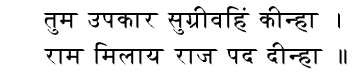 तुम उपकार सुग्रीवहिं कीन्हा ।
राम मिलाय राज पद दीन्हा ॥